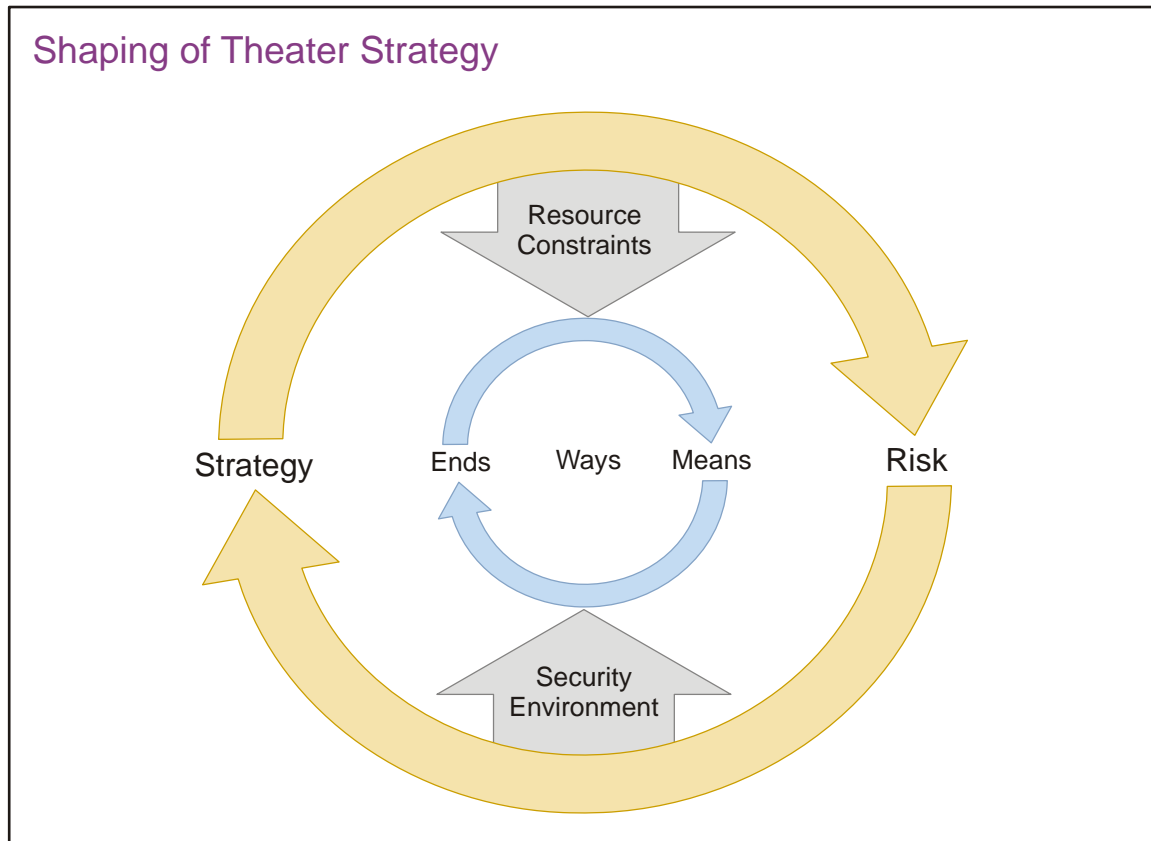 Shaping of Theater Strategy
Resource
Constraints
Strategy
Ends
Ways
Means
Risk
Security
Environment